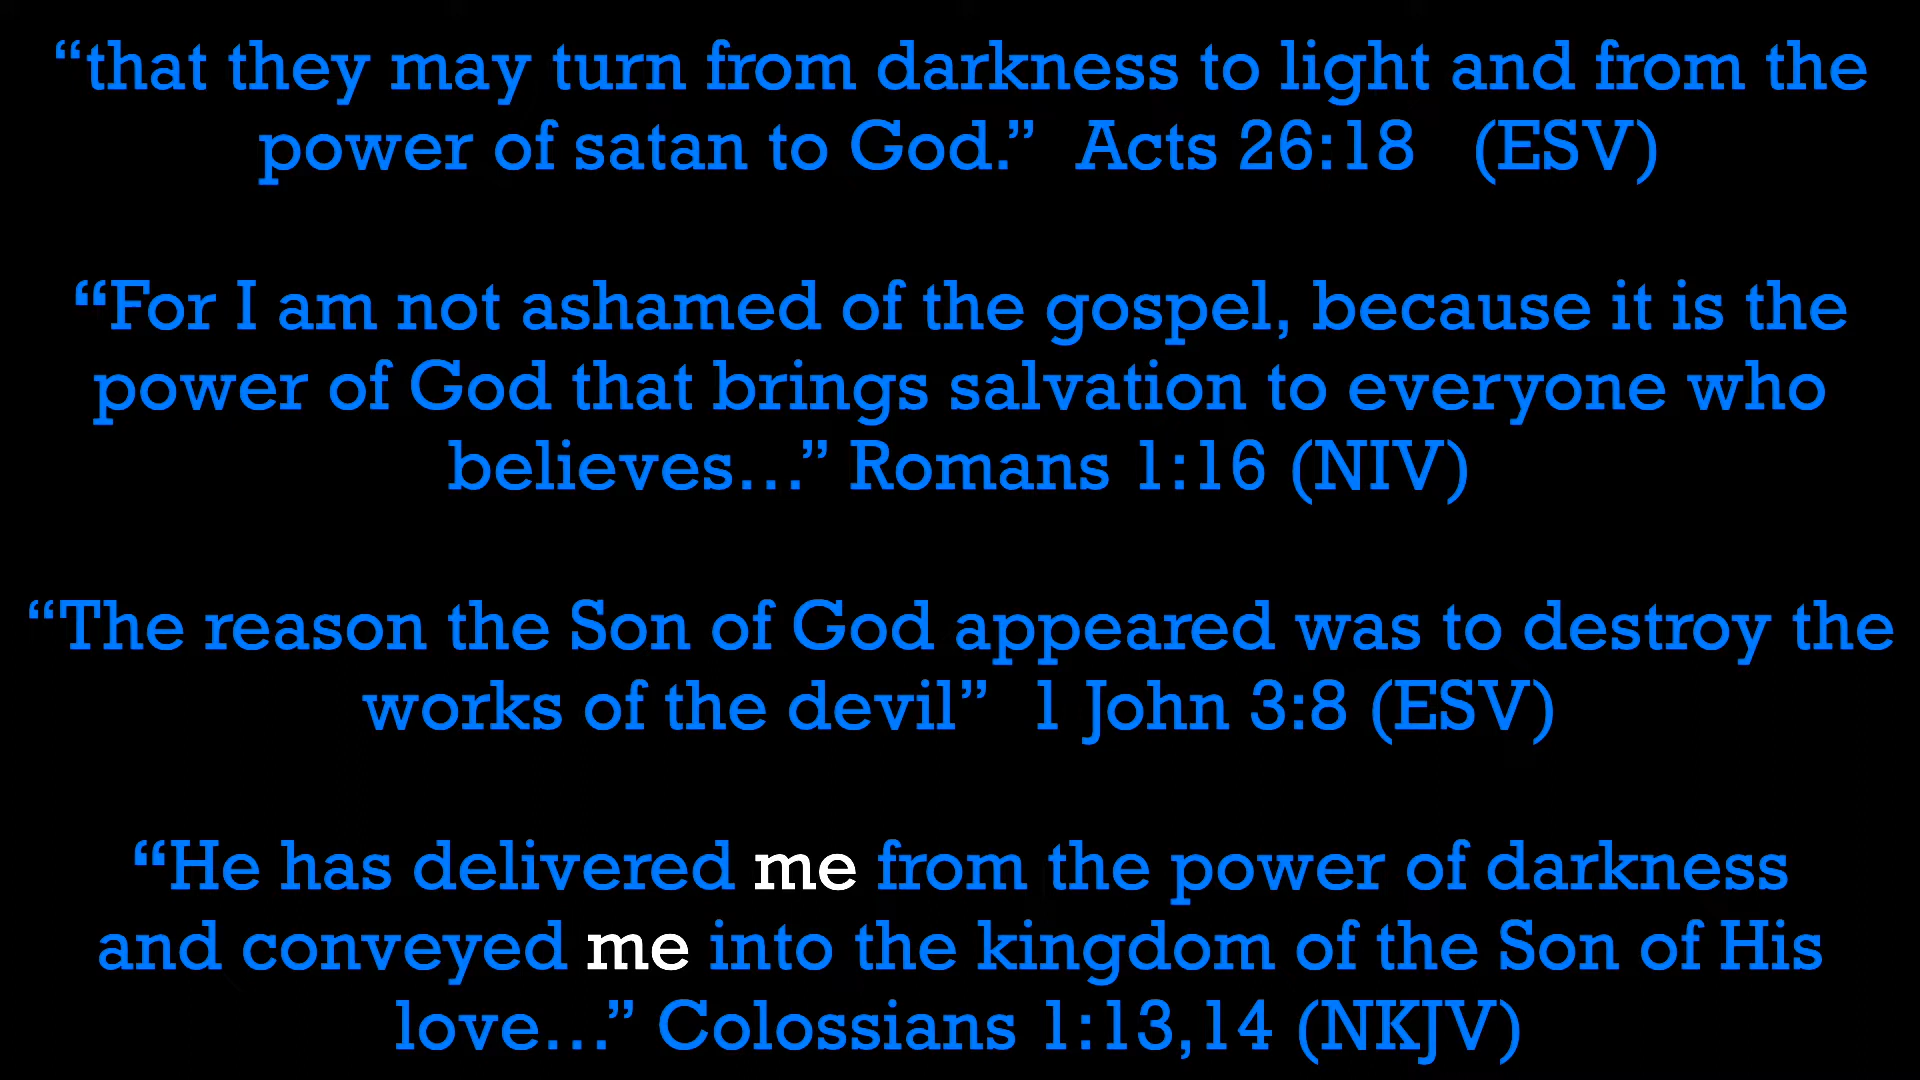 “that they may turn from darkness to light and from the
power of satan to God.” Acts 26:18 (ESV)
“For I am not ashamed of the gospel, because it is the
power of God that brings salvation to everyone who
believes…” Romans 1:16 (NIV)
“The reason the Son of God appeared was to destroy the
works of the devil” 1 John 3:8 (ESV)
“He has delivered me from the power of darkness
and conveyed me into the kingdom of the Son of His
love…” Colossians 1:13,14 (NKJV)